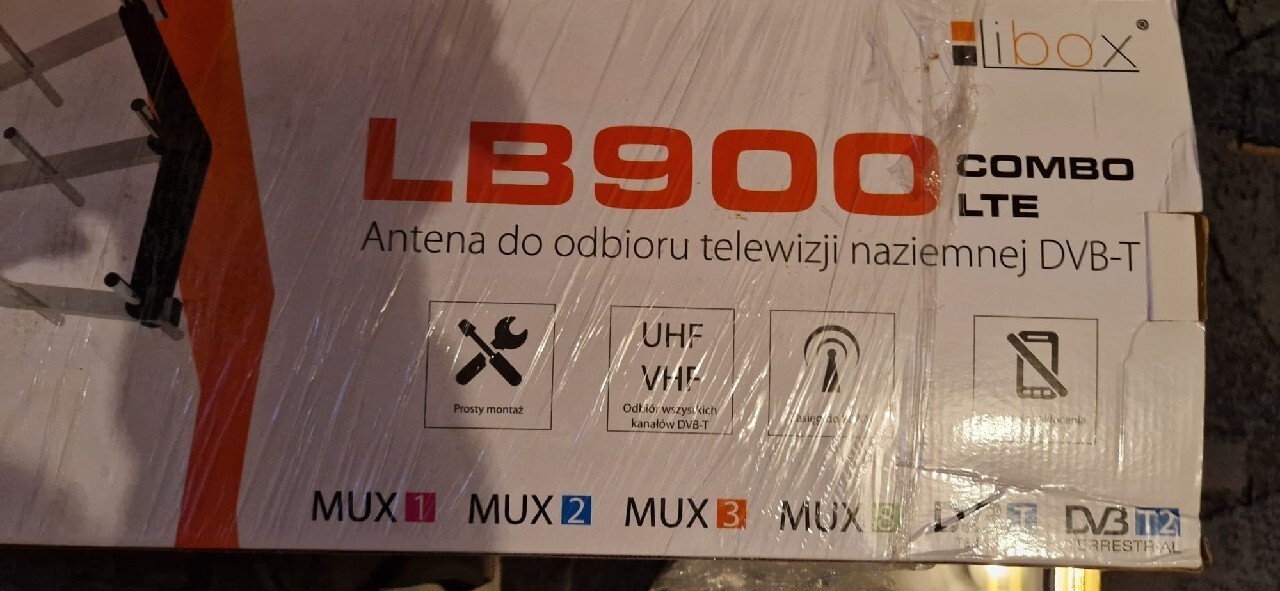 libox®
LB900 COMBO
LTE
Antena do odbioru telewizji naziemnej DVB-T
Prosty montaż
UHF
VHF
Odbiór wszystkich
kanałów DVB-T
MUX 1 MUX 2 MUX 3 MUX 8 DVB T2
TERRESTRIAL